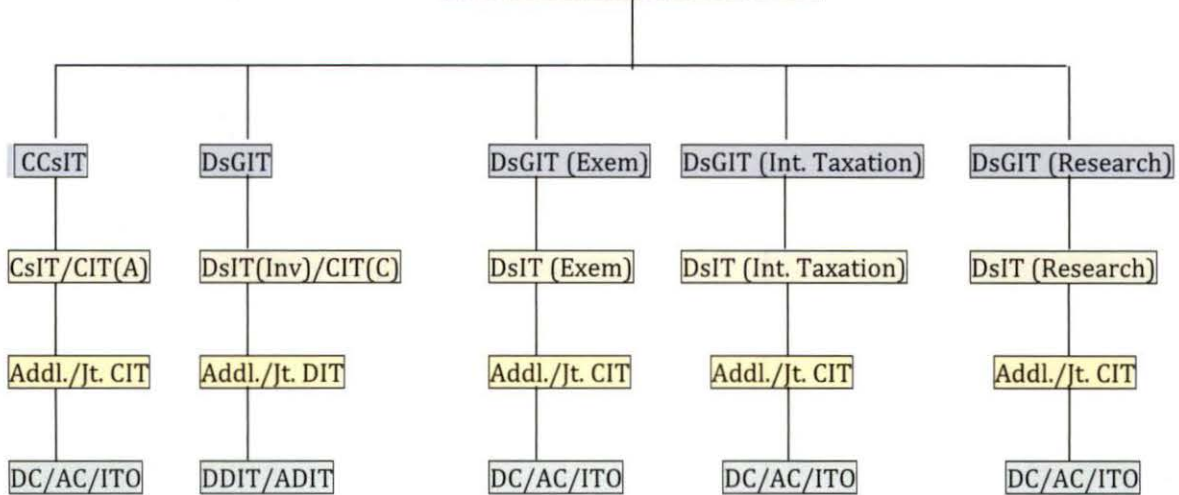 CCsIT DsGIT DsGIT (Exem) DsGIT (Int. Taxation) DsGIT (Research)
CsIT/CIT(A) DsIT(Inv)/CIT(C) DsIT (Exem) DsIT (Int. Taxation) DsIT (Research)
Addl./Jt. CIT Addl./Jt. DIT Addl./Jt. CIT Addl./Jt. CIT Addl./Jt. CIT
DC/AC/ITO DDIT/ADIT DC/AC/ITO DC/AC/ITO DC/AC/ITO